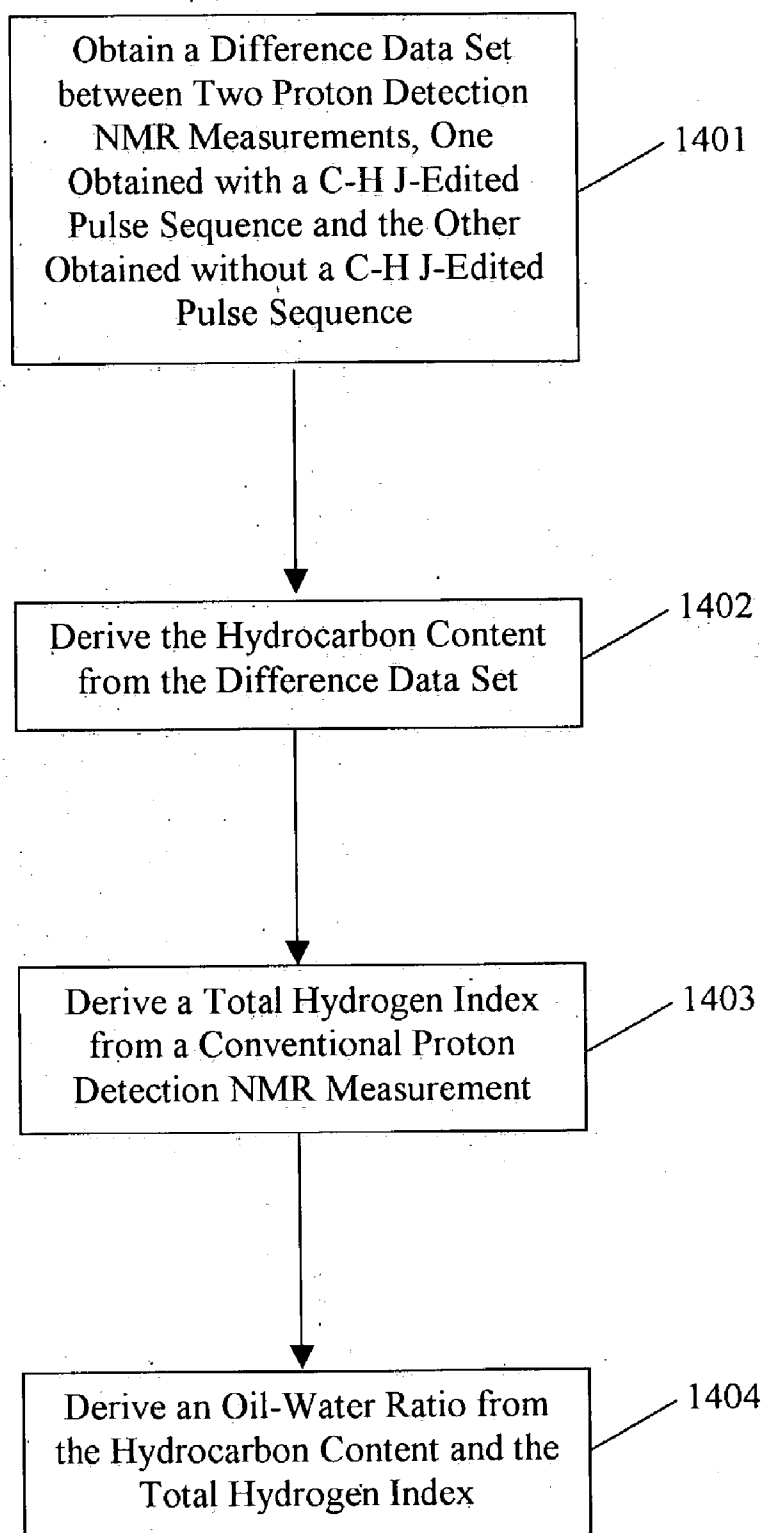 Obtain a Difference Data Set
between Two Proton Detection
NMR Measurements, One
Obtained with a C-H J-Edited
Pulse Sequence and the Other
Obtained without a C-H J-Edited
Pulse Sequence
1401
Derive the Hydrocarbon Content
from the Difference Data Set
1402
Derive a Total Hydrogen Index
from a Conventional Proton
Detection NMR Measurement
1403
Derive an Oil-Water Ratio from
the Hydrocarbon Content and the
Total Hydrogen Index
1404